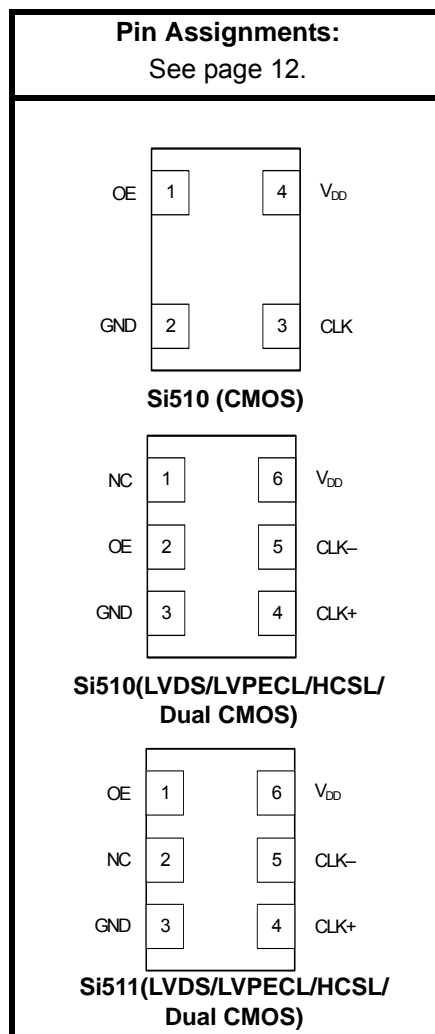 Pin Assignments:
See page 12.
OE 1 4 VDD
GND 2 3 CLK
Si510 (CMOS)
NC 1 6 VDD
OE 2 5 CLK–
GND 3 4 CLK+
Si510(LVDS/LVPECL/HCSL/
Dual CMOS)
OE 1 6 VDD
NC 2 5 CLK–
GND 3 4 CLK+
Si511(LVDS/LVPECL/HCSL/
Dual CMOS)